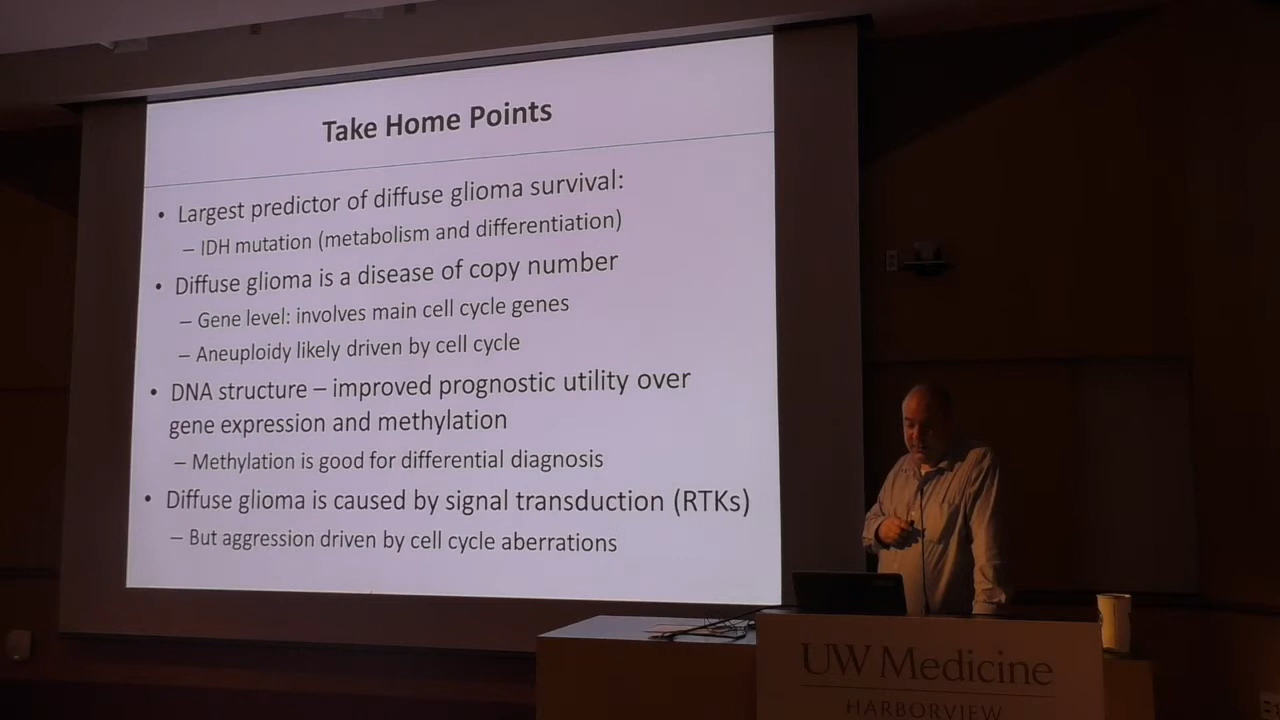 Take Home Points
• Largest predictor of diffuse glioma survival:
– IDH mutation (metabolism and differentiation)
• Diffuse glioma is a disease of copy number
– Gene level: involves main cell cycle genes
– Aneuploidy likely driven by cell cycle
• DNA structure – improved prognostic utility over
gene expression and methylation
– Methylation is good for differential diagnosis
• Diffuse glioma is caused by signal transduction (RTKs)
– But aggression driven by cell cycle aberrations
UW Medicine
HARBORVIEW